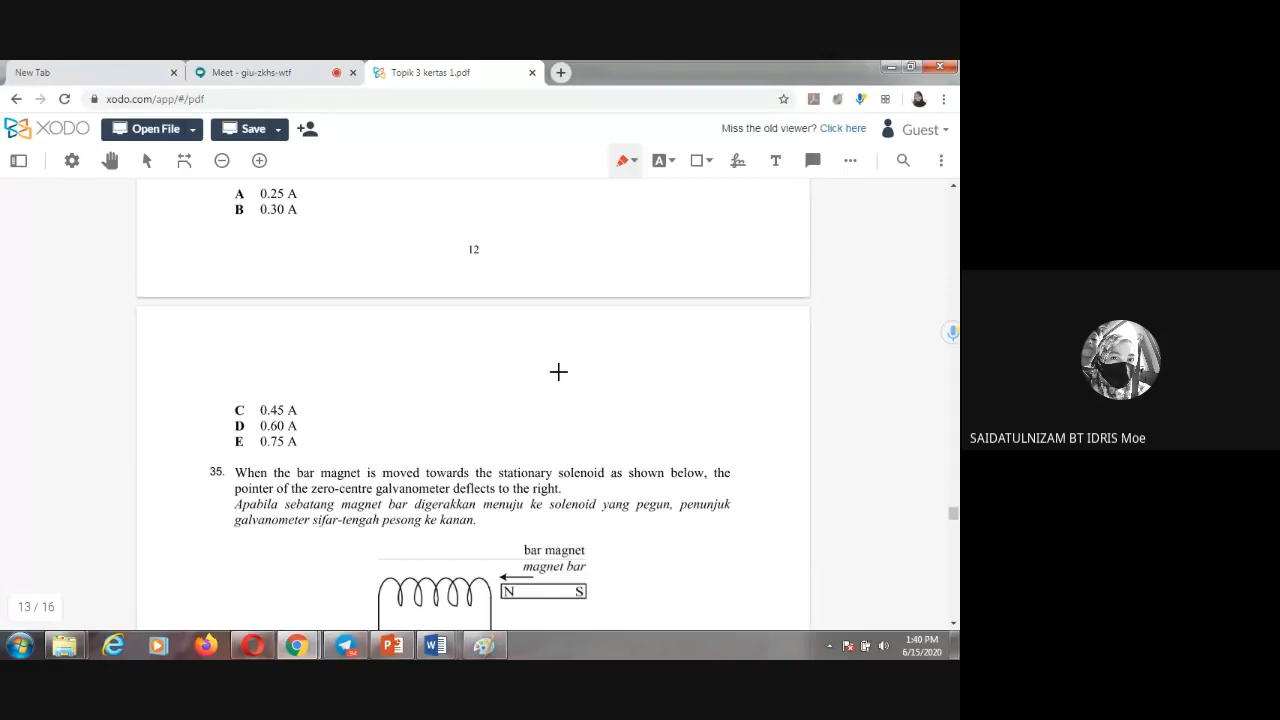 New Tab
Meet - giu-zkhs-wtf
Topik 3 kertas 1.pdf
xodo.com/app/#/pdf
XODO
Open File
Save
Miss the old viewer? Click here
Guest
A
T
A 0.25 A
B 0.30 A
12
C 0.45 A
D 0.60 A
E 0.75 A
35. When the bar magnet is moved towards the stationary solenoid as shown below, the
pointer of the zero-centre galvanometer deflects to the right.
Apabila sebatang magnet bar digerakkan menuju ke solenoid yang pegun, penunjuk
galvanometer sifar-tengah pesong ke kanan.
bar magnet
magnet bar
N S
13 / 16
SAIDATULNIZAM BT IDRIS Moe
1:40 PM
6/15/2020